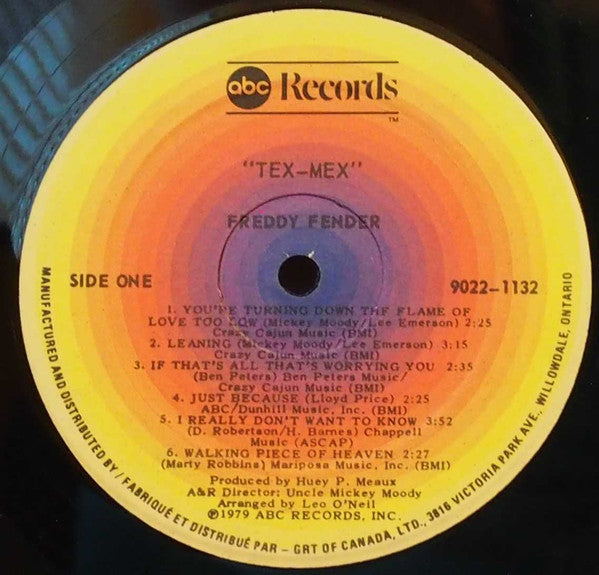 abc Records
TM
"TEX-MEX"
FREDDY FENDER
SIDE ONE
9022-1132
1. YOU'RE TURNING DOWN THE FLAME OF
LOVE TOO LOW (Mickey Moody/Lee Emerson) 2:25
Crazy Cajun Music (BMI)
2. LEANING (Mickey Moody/Lee Emerson) 3:15
Crazy Cajun Music (BMI)
3. IF THAT'S ALL THAT'S WORRYING YOU 2:35
(Ben Peters) Ben Peters Music/
Crazy Cajun Music (BMI)
4. JUST BECAUSE (Lloyd Price) 2:25
ABC/Dunhill Music, Inc. (BMI)
5. I REALLY DON'T WANT TO KNOW 3:52
(D. Robertson/H. Barnes) Chappell
Music (ASCAP)
6. WALKING PIECE OF HEAVEN 2:27
(Marty Robbins) Mariposa Music, Inc. (BMI)
Produced by Huey P. Meaux
A&R Director: Uncle Mickey Moody
Arranged by Leo O'Neil
℗1979 ABC RECORDS, INC.
MANUFACTURED AND DISTRIBUTED BY / FABRIQUÉ ET DISTRIBUÉ PAR - GRT OF CANADA, LTD., 3816 VICTORIA PARK AVE., WILLOWDALE, ONTARIO